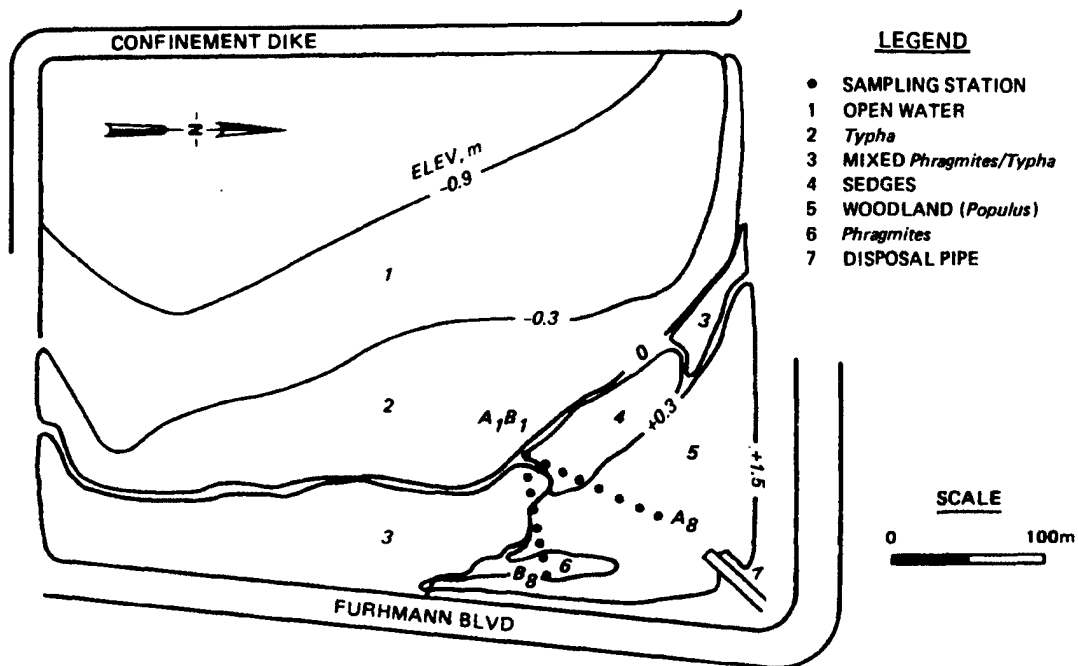 CONFINEMENT DIKE
N
ELEV, m
-0.9
1
-0.3
2
3
0
A1B1
4
+0.3
5
+1.5
A8
3
6
B8
7
FURHMANN BLVD
LEGEND
• SAMPLING STATION
1 OPEN WATER
2 Typha
3 MIXED Phragmites/Typha
4 SEDGES
5 WOODLAND (Populus)
6 Phragmites
7 DISPOSAL PIPE
SCALE
0 100m